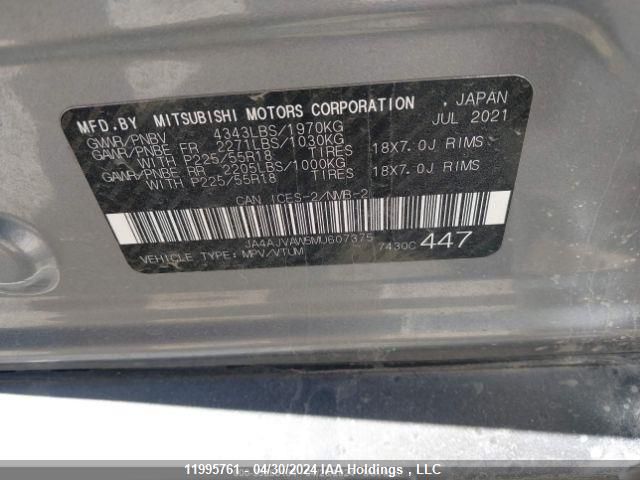 MFD.BY MITSUBISHI MOTORS CORPORATION , JAPAN
GVWR/PNBV 4343LBS/1970KG JUL 2021
GAWR/PNBE FR 2271LBS/1030KG
WITH P225/55R18 TIRES 18X7.0J RIMS
GAWR/PNBE RR 2205LBS/1000KG
WITH P225/55R18 TIRES 18X7.0J RIMS
CAN ICES-2/NMB-2
JA4AJVAW5MU607375
VEHICLE TYPE: MPV/VTUM 7430C 447
11995761 - 04/30/2024 IAA Holdings , LLC